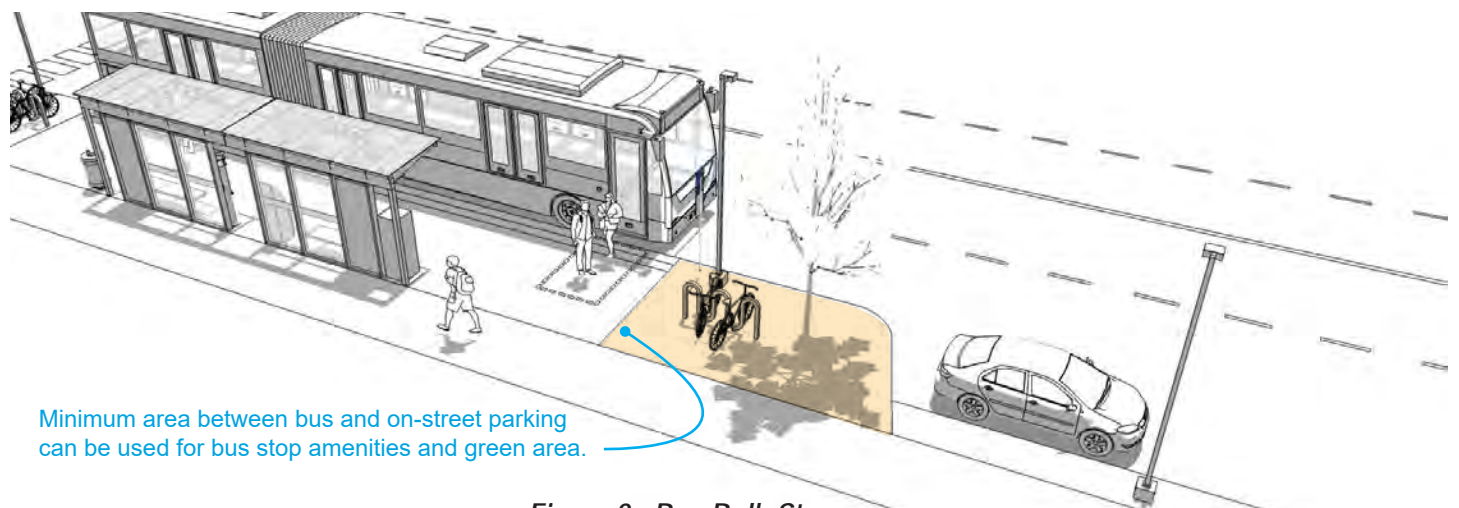 Minimum area between bus and on-street parking
can be used for bus stop amenities and green area.